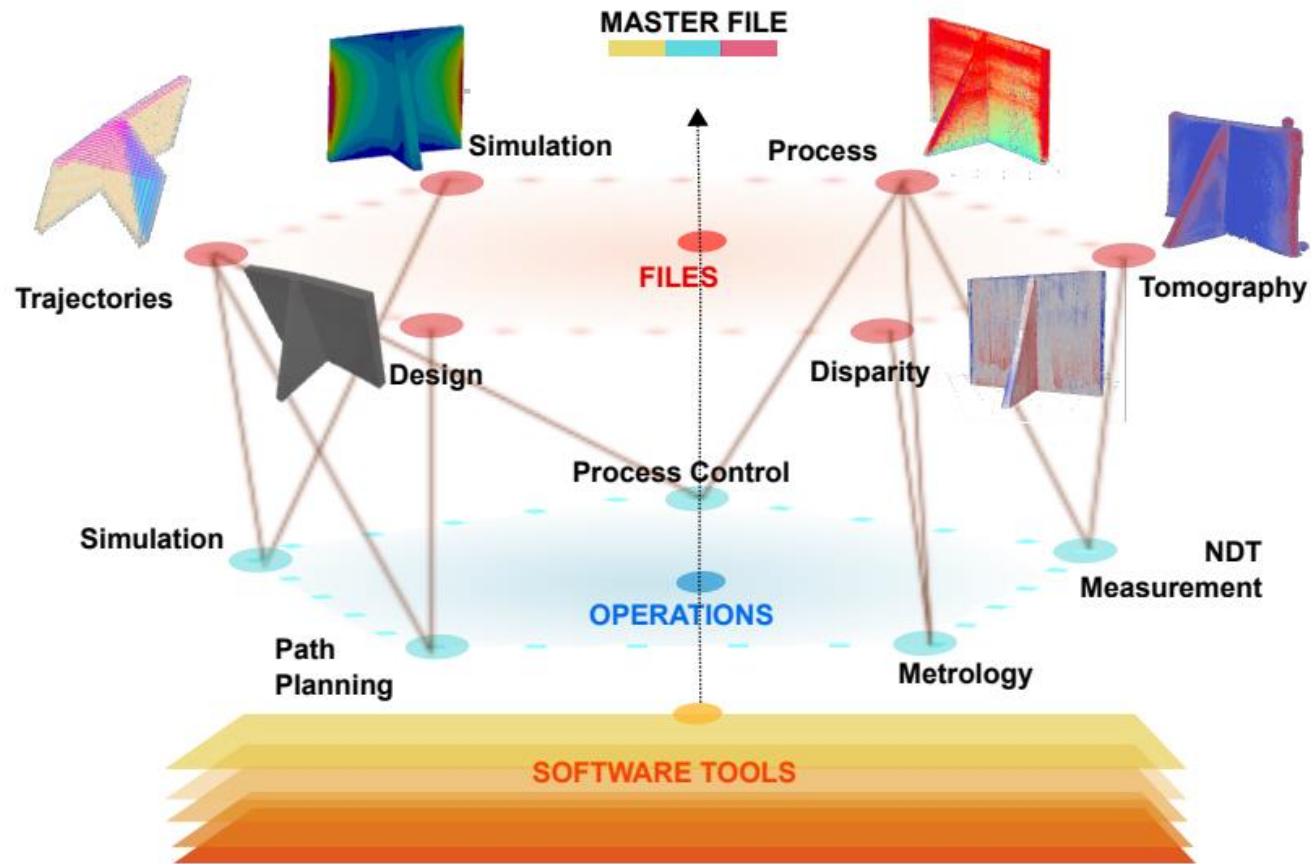 MASTER FILE
Simulation
Process
Trajectories
FILES
Tomography
Design
Disparity
Process Control
Simulation
NDT
Measurement
OPERATIONS
Path
Planning
Metrology
SOFTWARE TOOLS